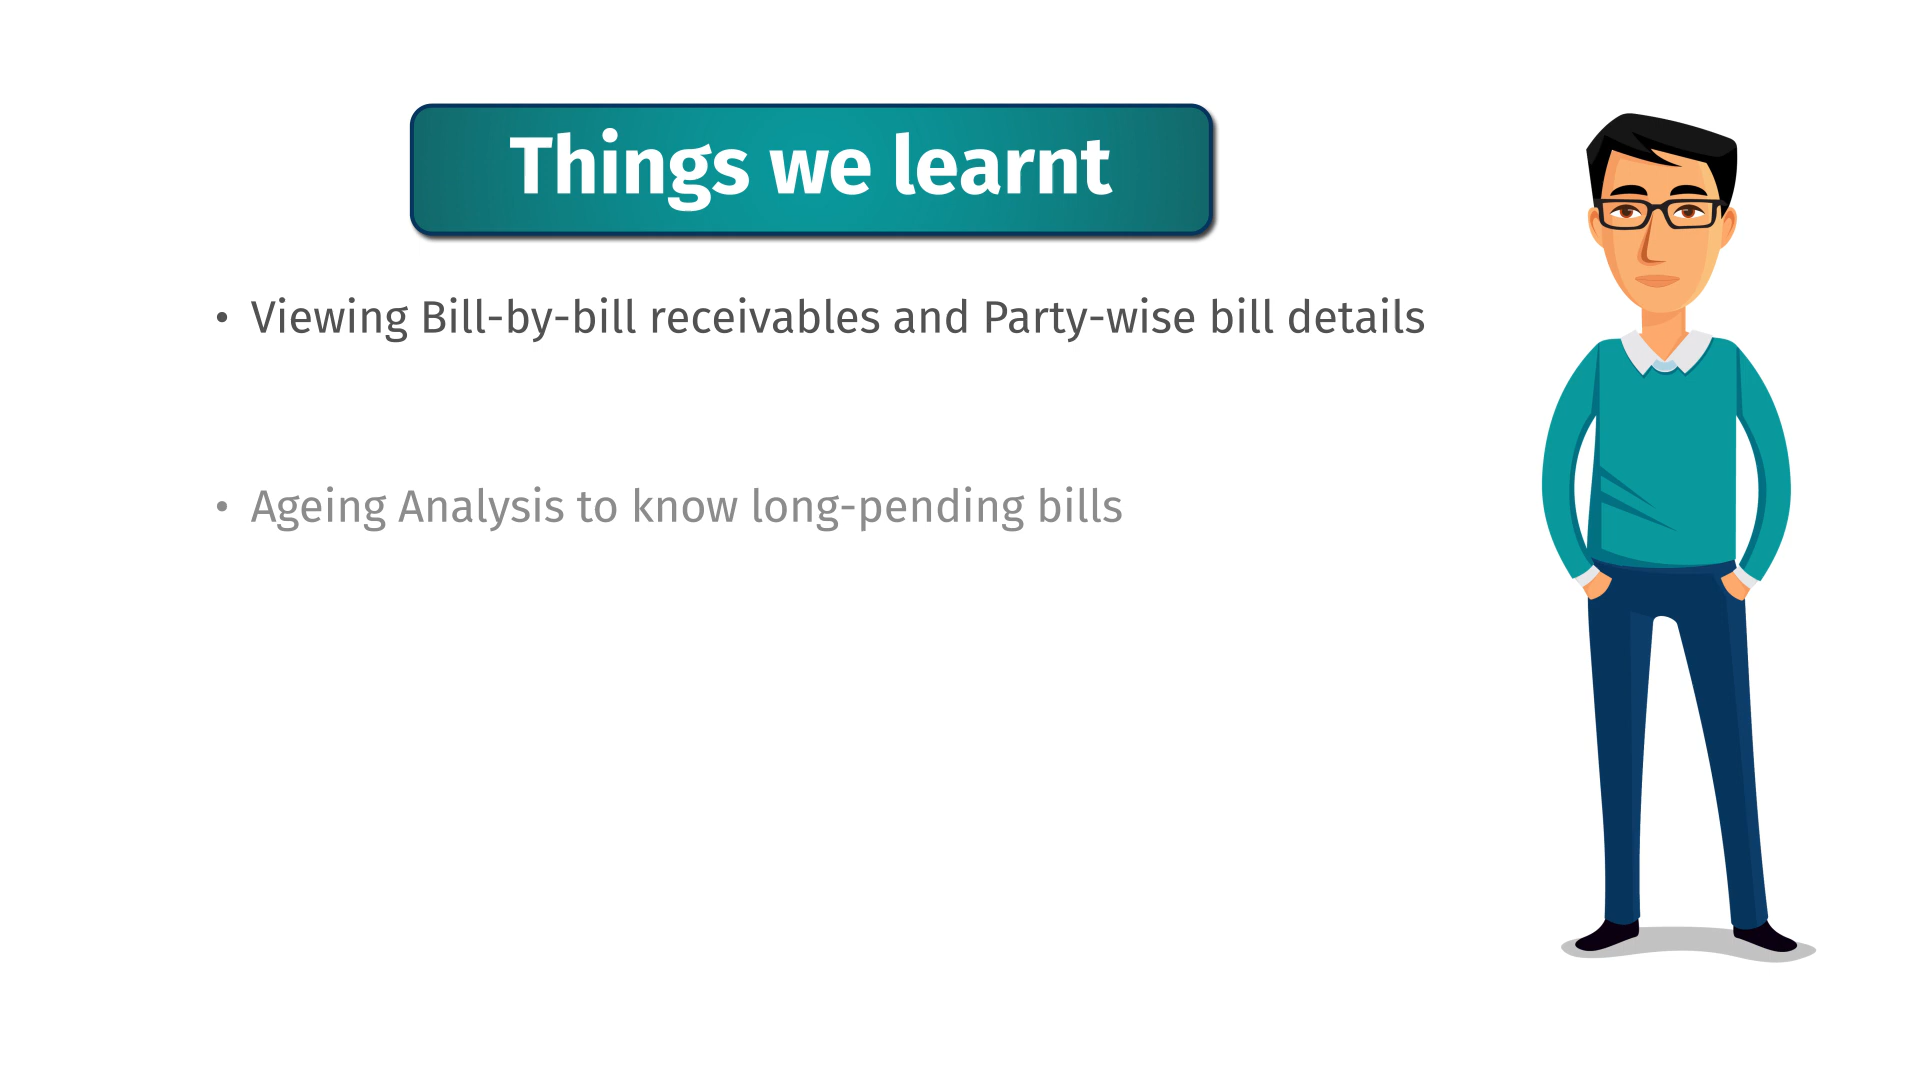 Things we learnt
• Viewing Bill-by-bill receivables and Party-wise bill details
• Ageing Analysis to know long-pending bills